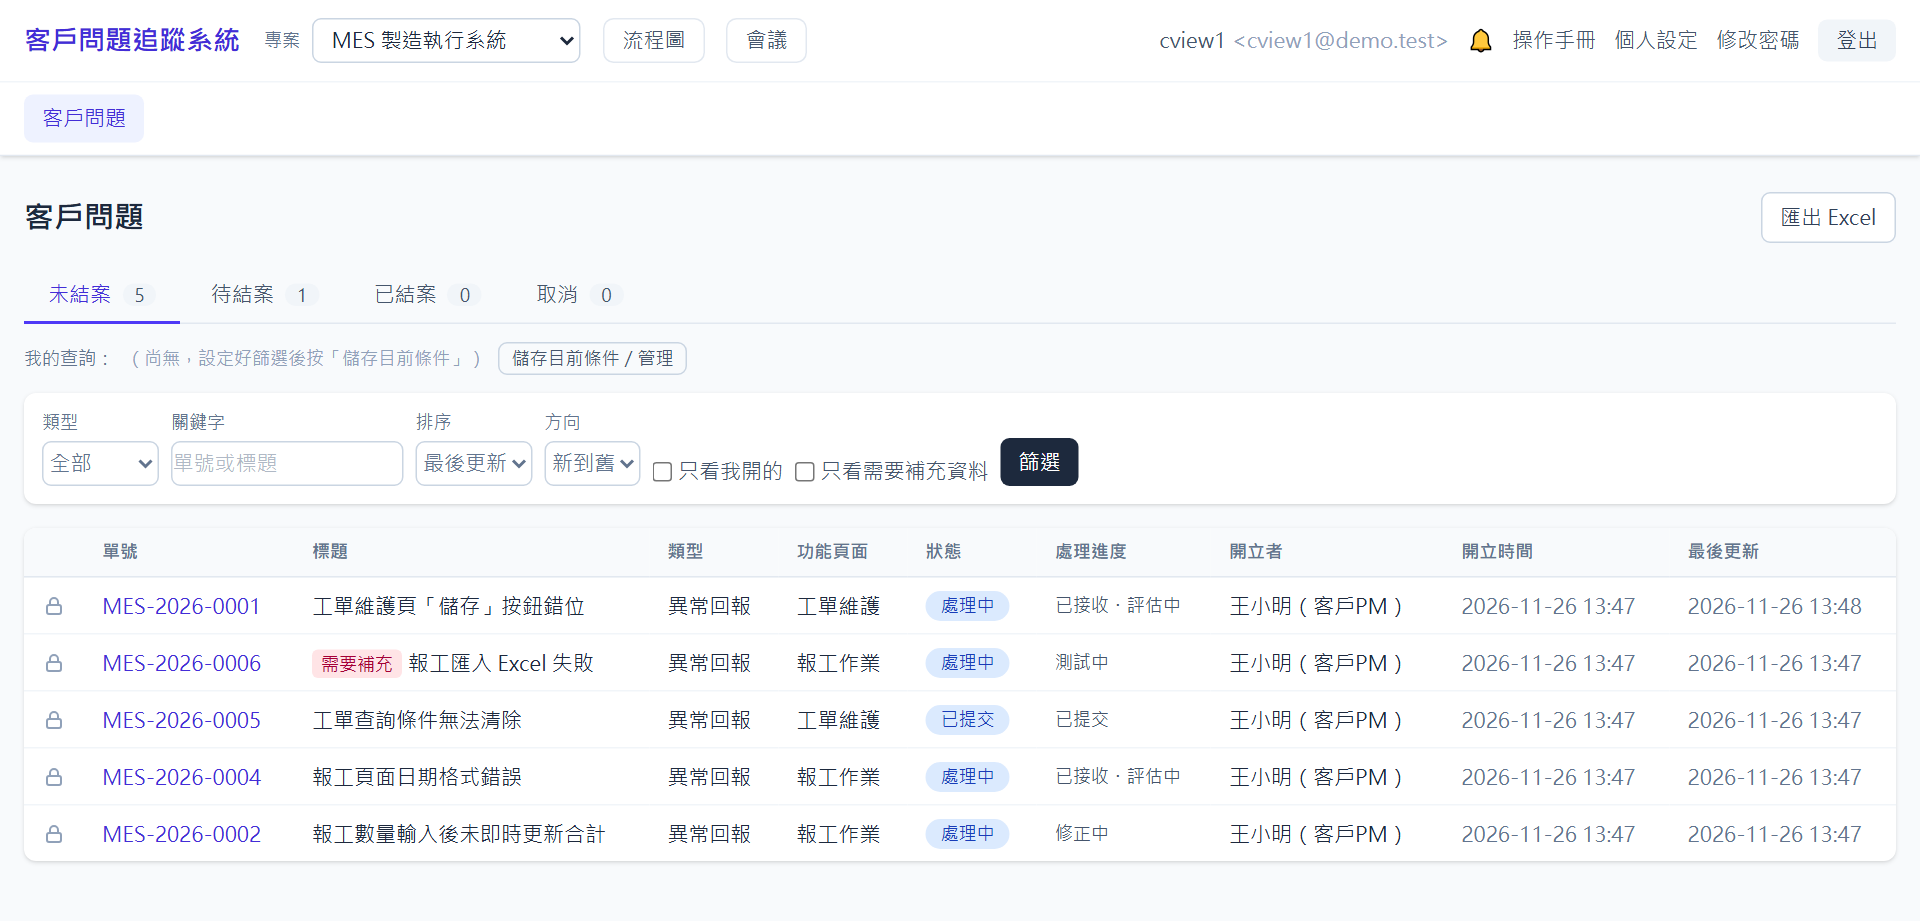 客戶問題追蹤系統 專案 MES 製造執行系統 流程圖 會議 cview1 <cview1@demo.test> 操作手冊 個人設定 修改密碼 登出
客戶問題
客戶問題 匯出 Excel
未結案 5 待結案 1 已結案 0 取消 0
我的查詢： （尚無，設定好篩選後按「儲存目前條件」） 儲存目前條件 / 管理
類型 關鍵字 排序 方向
全部 單號或標題 最後更新 新到舊 只看我開的 只看需要補充資料 篩選
單號 標題 類型 功能頁面 狀態 處理進度 開立者 開立時間 最後更新
MES-2026-0001 工單維護頁「儲存」按鈕錯位 異常回報 工單維護 處理中 已接收・評估中 王小明（客戶PM） 2026-11-26 13:47 2026-11-26 13:48
MES-2026-0006 需要補充 報工匯入 Excel 失敗 異常回報 報工作業 處理中 測試中 王小明（客戶PM） 2026-11-26 13:47 2026-11-26 13:47
MES-2026-0005 工單查詢條件無法清除 異常回報 工單維護 已提交 已提交 王小明（客戶PM） 2026-11-26 13:47 2026-11-26 13:47
MES-2026-0004 報工頁面日期格式錯誤 異常回報 報工作業 處理中 已接收・評估中 王小明（客戶PM） 2026-11-26 13:47 2026-11-26 13:47
MES-2026-0002 報工數量輸入後未即時更新合計 異常回報 報工作業 處理中 修正中 王小明（客戶PM） 2026-11-26 13:47 2026-11-26 13:47